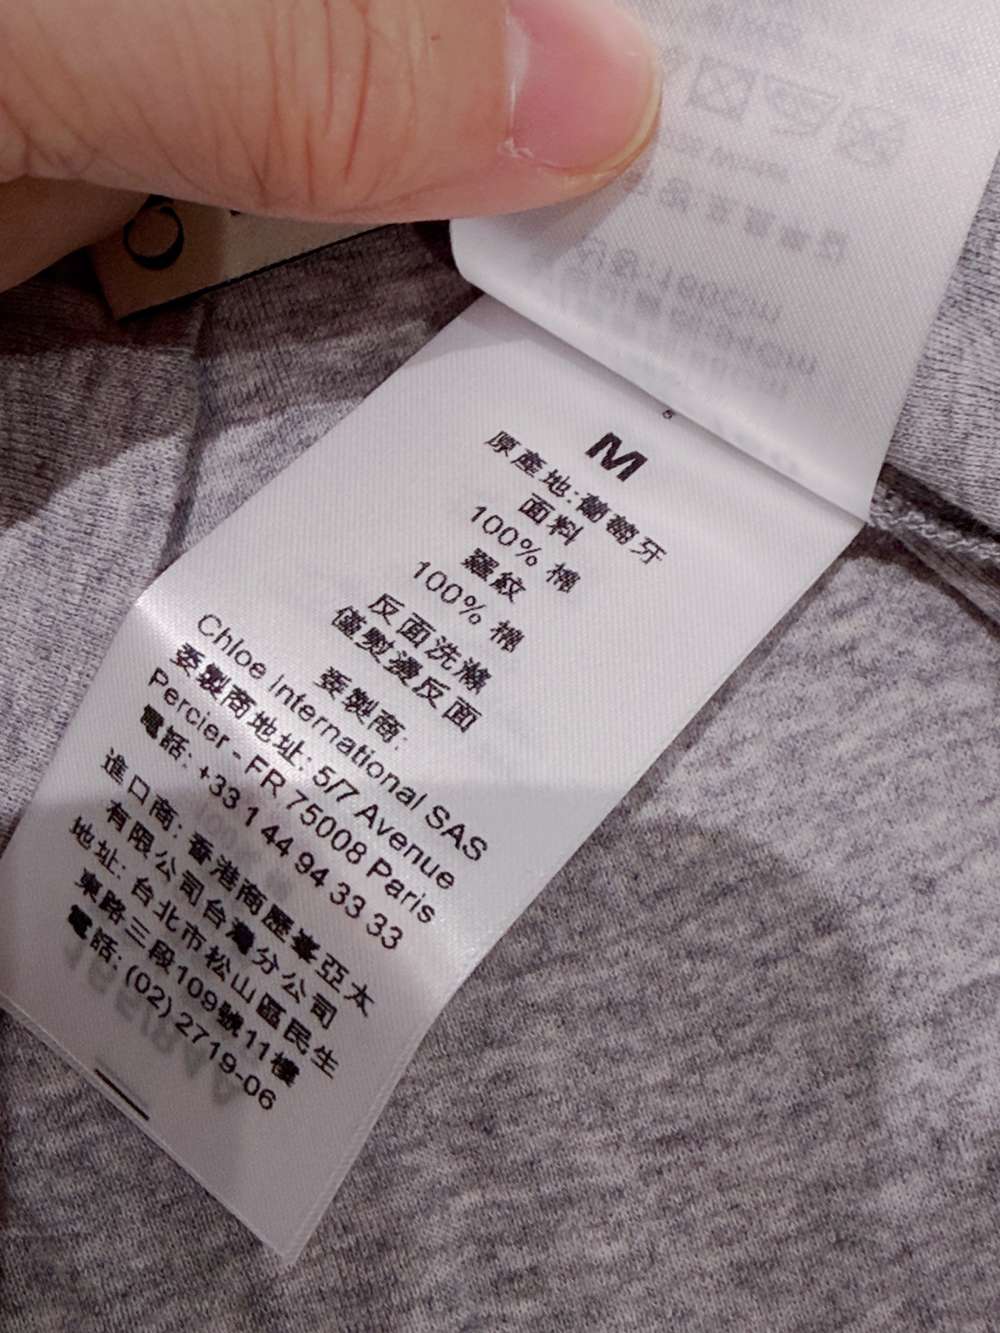 M
原產地:葡萄牙
面料
100% 棉
羅紋
100% 棉
反面洗滌
僅熨燙反面
委製商:
Chloe International SAS
委製商地址: 5/7 Avenue
Percier - FR 75008 Paris
電話: +33 1 44 94 33 33
進口商: 香港商歷峯亞太
有限公司台灣分公司
地址: 台北市松山區民生
東路三段109號11樓
電話: (02) 2719-06